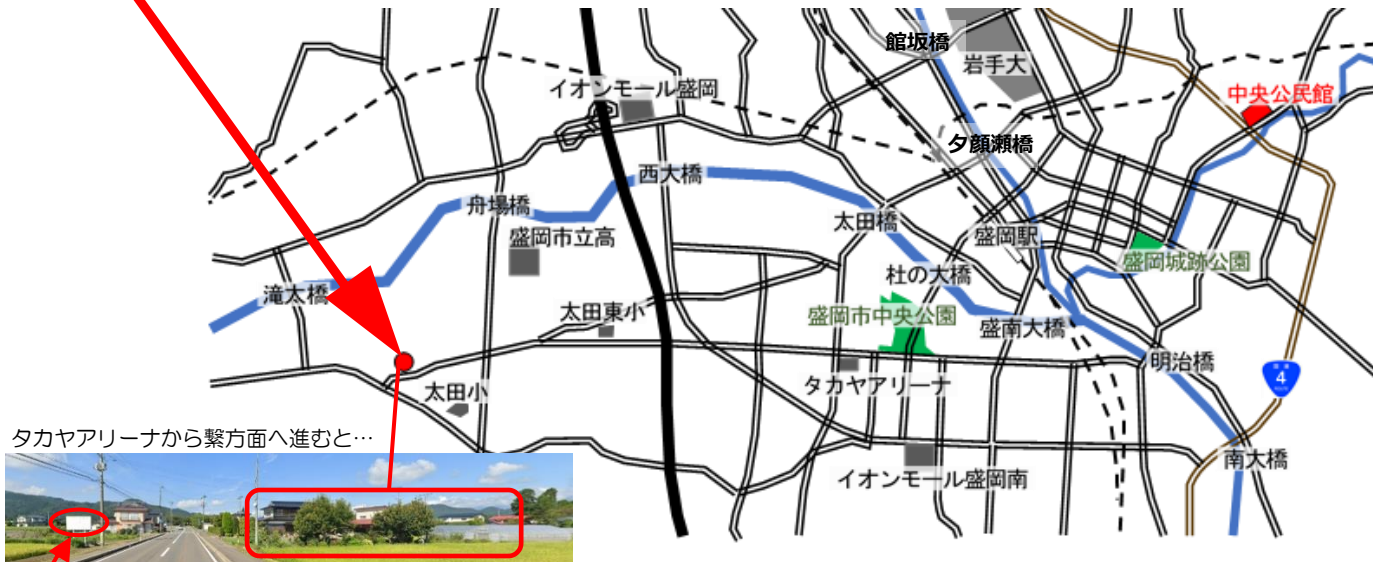 館坂橋
岩手大
イオンモール盛岡
中央公民館
夕顔瀬橋
西大橋
舟場橋
太田橋
盛岡駅
盛岡市立高
盛岡城跡公園
杜の大橋
滝太橋
太田東小
盛岡市中央公園
盛南大橋
明治橋
4
タカヤアリーナ
太田小
タカヤアリーナから繋方面へ進むと…
南大橋
イオンモール盛岡南